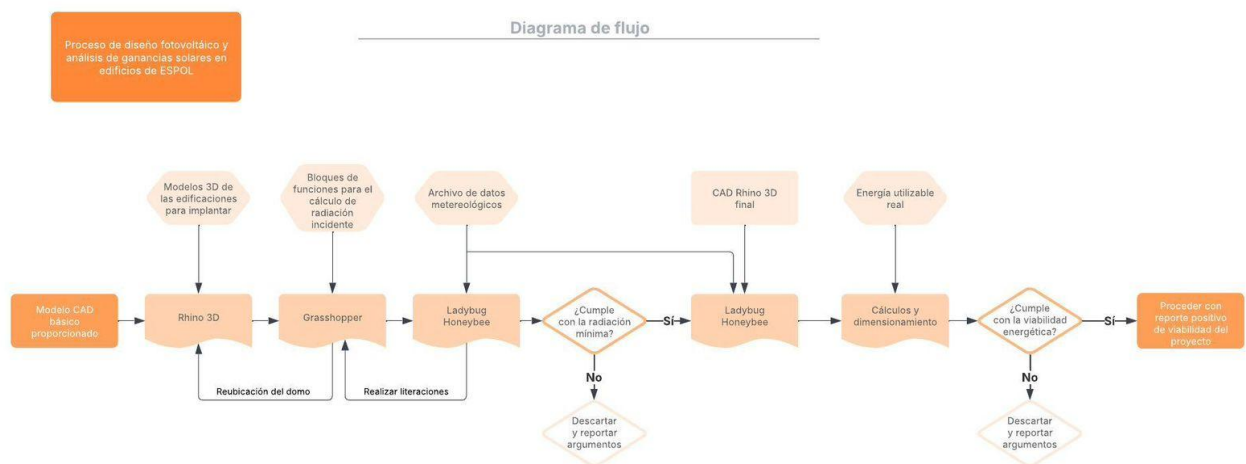 Diagrama de flujo
Proceso de diseño fotovoltáico y
análisis de ganancias solares en
edificios de ESPOL
Modelos 3D de
las edificaciones
para implantar
Bloques de
funciones para el
cálculo de
radiación
incidente
Archivo de datos
metereológicos
CAD Rhino 3D
final
Energía utilizable
real
Modelo CAD
básico
proporcionado
Rhino 3D
Grasshopper
Ladybug
Honeybee
¿Cumple
con la radiación
mínima?
Sí
Ladybug
Honeybee
Cálculos y
dimensionamiento
¿Cumple
con la viabilidad
energética?
Sí
Proceder con
reporte positivo
de viabilidad del
proyecto
Reubicación del domo
Realizar literaciones
No
No
Descartar
y reportar
argumentos
Descartar
y reportar
argumentos